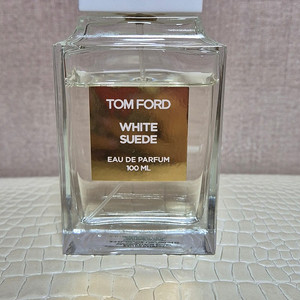 TOM FORD
WHITE
SUEDE
EAU DE PARFUM
100 ML